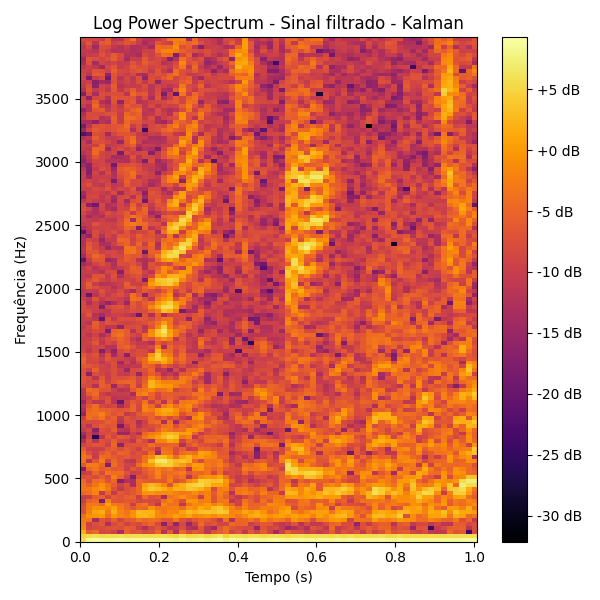 Log Power Spectrum - Sinal filtrado - Kalman
Frequência (Hz)
3500
3000
2500
2000
1500
1000
500
0
0.0 0.2 0.4 0.6 0.8 1.0
Tempo (s)
+5 dB
+0 dB
-5 dB
-10 dB
-15 dB
-20 dB
-25 dB
-30 dB